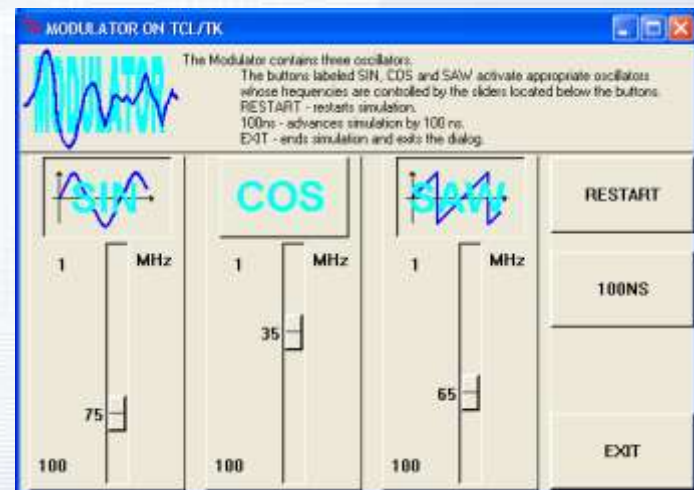 MODULATOR ON TCL/TK
MODULATOR
The Modulator contains three oscillators.
The buttons labeled SIN, COS and SAW activate appropriate oscillators
whose frequencies are controlled by the sliders located below the buttons.
RESTART - restarts simulation.
100ns - advances simulation by 100 ns.
EXIT - ends simulation and exits the dialog.
SIN
COS
SAW
RESTART
1 MHz
1 MHz
1 MHz
100NS
35
65
75
100
100
100
EXIT